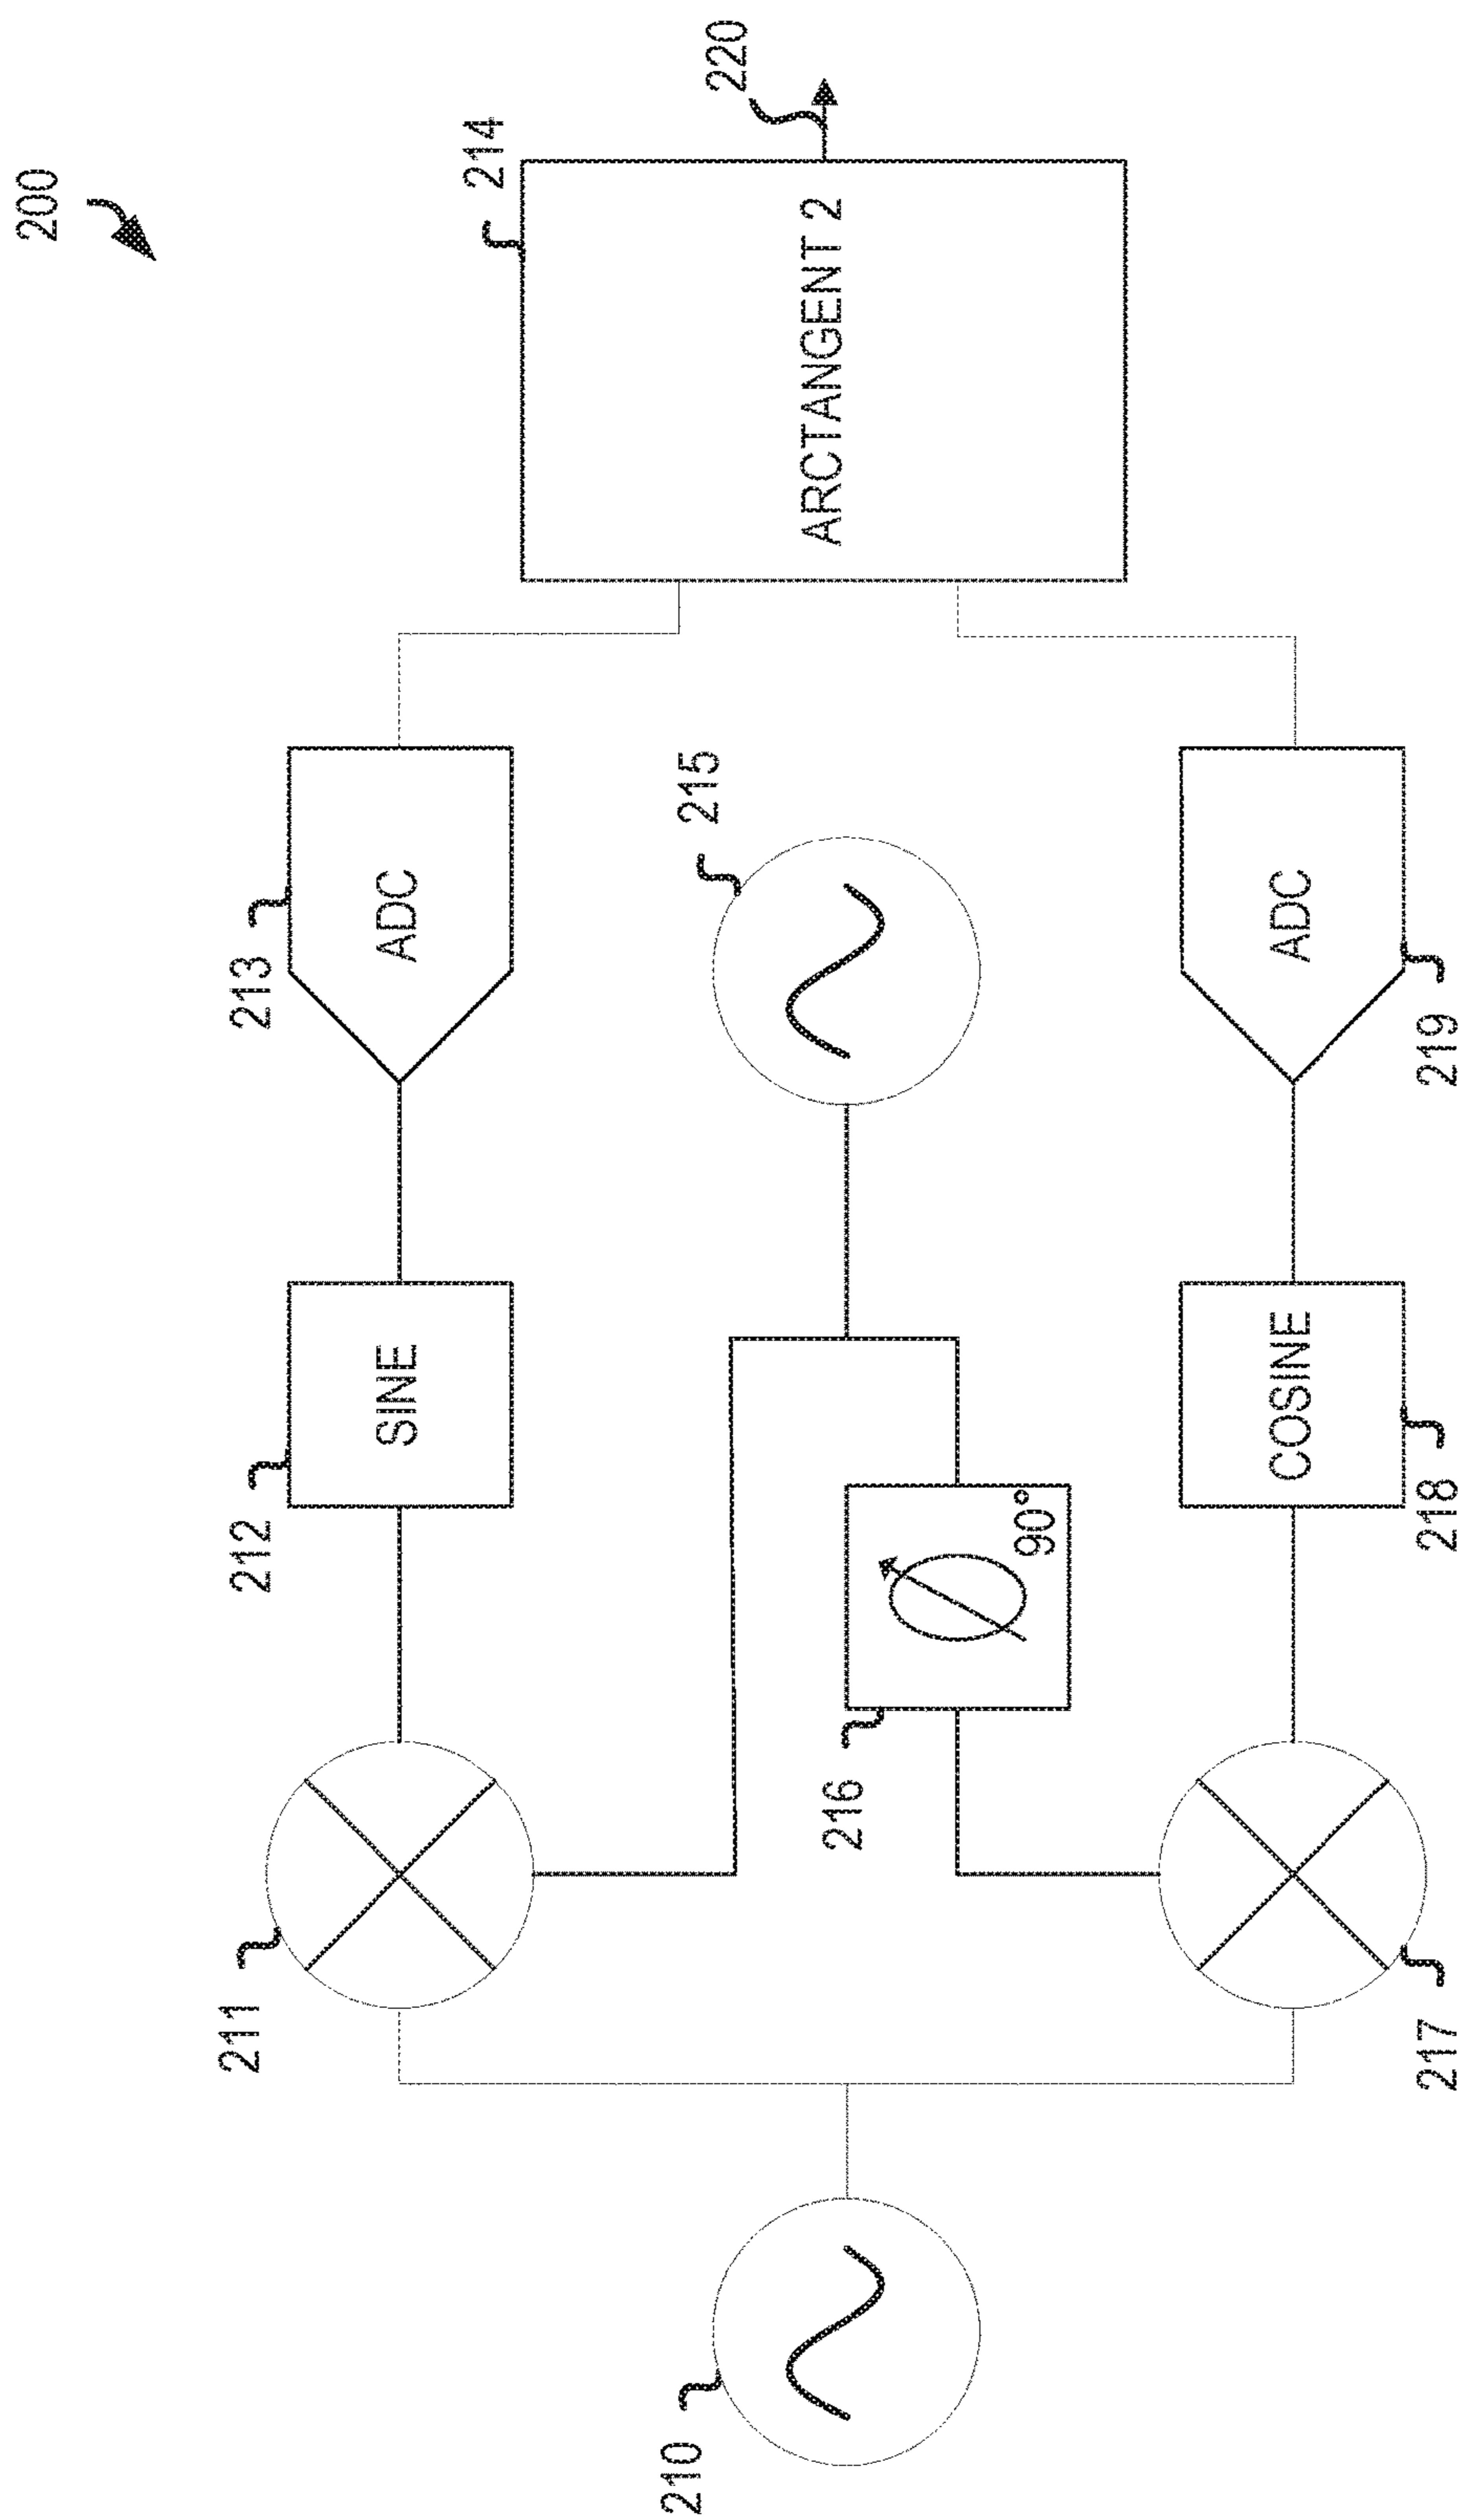 200
211
212
SINE
213
ADC
214
ARCTANGENT 2
220
210
215
216
90°
217
218
COSINE
219
ADC